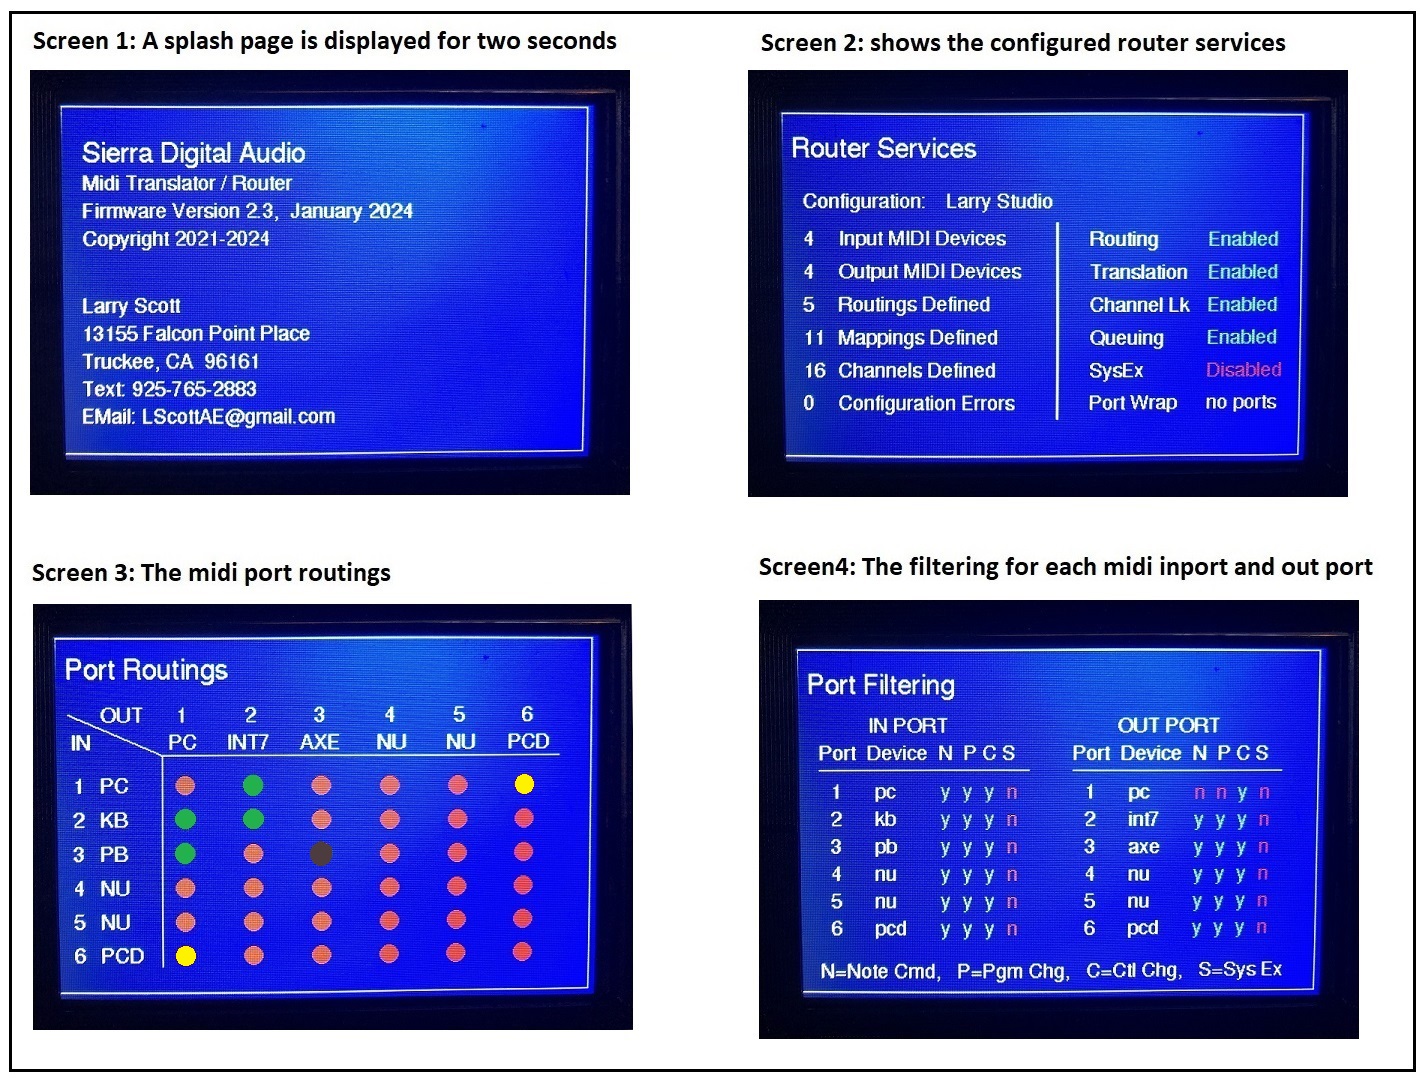 Screen 1: A splash page is displayed for two seconds
Sierra Digital Audio
Midi Translator / Router
Firmware Version 2.3, January 2024
Copyright 2021-2024
Larry Scott
13155 Falcon Point Place
Truckee, CA 96161
Text: 925-765-2883
EMail: LScottAE@gmail.com
Screen 2: shows the configured router services
Router Services
Configuration: Larry Studio
4 Input MIDI Devices
4 Output MIDI Devices
5 Routings Defined
11 Mappings Defined
16 Channels Defined
0 Configuration Errors
Routing Enabled
Translation Enabled
Channel Lk Enabled
Queuing Enabled
SysEx Disabled
Port Wrap no ports
Screen 3: The midi port routings
Port Routings
OUT 1 2 3 4 5 6
IN PC INT7 AXE NU NU PCD
1 PC
2 KB
3 PB
4 NU
5 NU
6 PCD
Screen4: The filtering for each midi inport and out port
Port Filtering
IN PORT
Port Device N P C S
1 pc y y y n
2 kb y y y n
3 pb y y y n
4 nu y y y n
5 nu y y y n
6 pcd y y y n
OUT PORT
Port Device N P C S
1 pc n n y n
2 int7 y y y n
3 axe y y y n
4 nu y y y n
5 nu y y y n
6 pcd y y y n
N=Note Cmd, P=Pgm Chg, C=Ctl Chg, S=Sys Ex